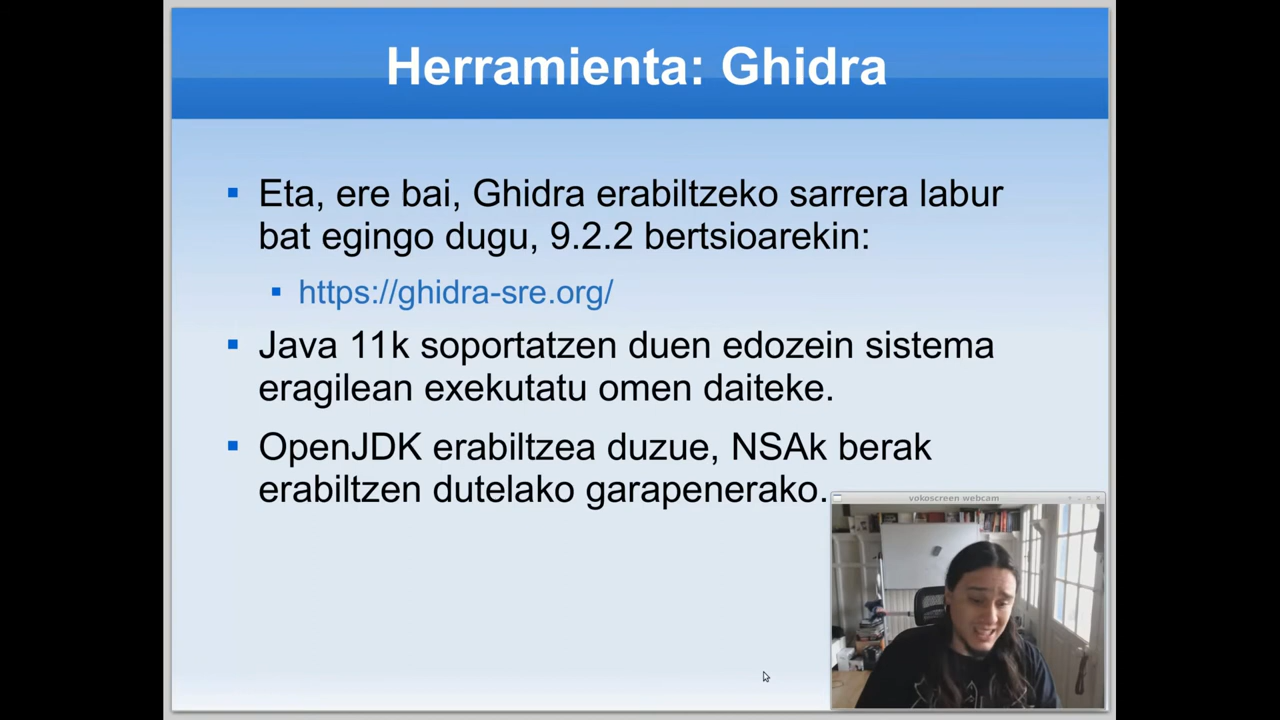 Herramienta: Ghidra
Eta, ere bai, Ghidra erabiltzeko sarrera labur
bat egingo dugu, 9.2.2 bertsioarekin:
https://ghidra-sre.org/
Java 11k soportatzen duen edozein sistema
eragilean exekutatu omen daiteke.
OpenJDK erabiltzea duzue, NSAk berak
erabiltzen dutelako garapenerako.
vokoscreen webcam